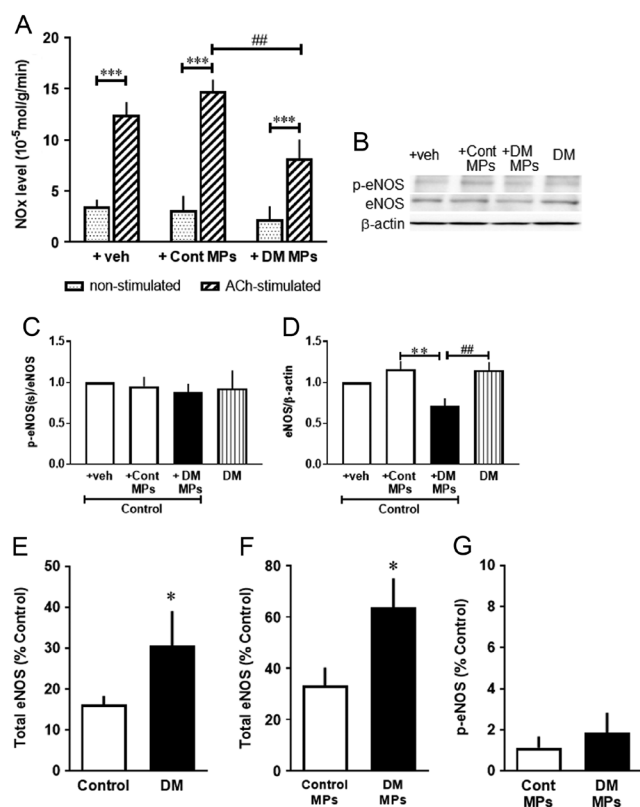 A
NOx level (10⁻⁵mol/g/min)
20
15
10
5
0
***
***
##
***
+ veh
+ Cont MPs
+ DM MPs
non-stimulated
ACh-stimulated
B
+veh
+Cont
MPs
+DM
MPs
DM
p-eNOS
eNOS
β-actin
C
p-eNOS(s)/eNOS
1.5
1.0
0.5
0.0
+veh
+Cont
MPs
+ DM
MPs
DM
Control
D
eNOS/β-actin
1.5
1.0
0.5
0.0
**
##
+veh
+Cont
MPs
+DM
MPs
DM
Control
E
Total eNOS (% Control)
50
40
30
20
10
0
*
Control
DM
F
Total eNOS (% Control)
80
60
40
20
0
*
Control
MPs
DM
MPs
G
p-eNOS (% Control)
10
8
6
4
2
0
Cont
MPs
DM
MPs